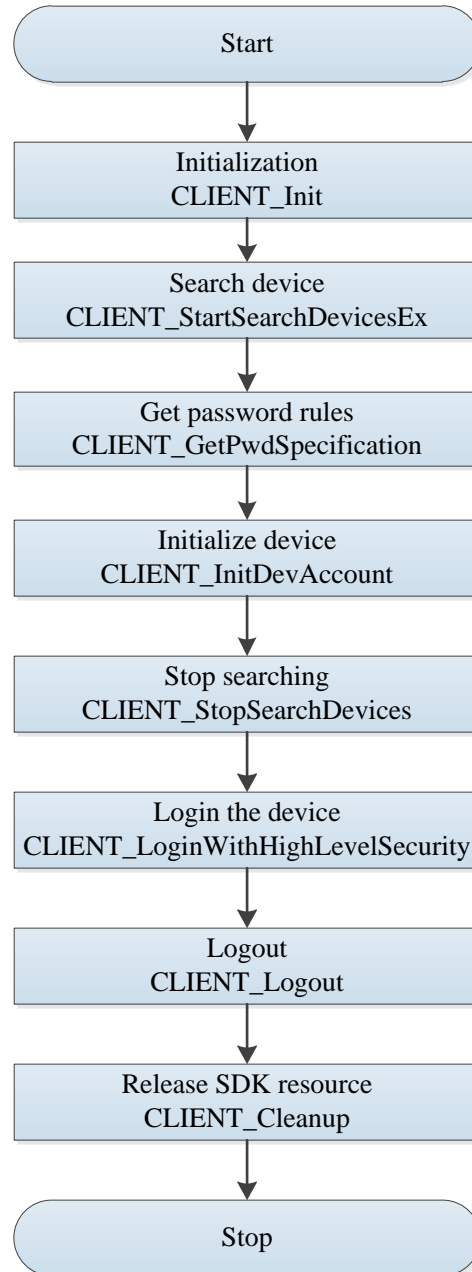 Start
Initialization
CLIENT_Init
Search device
CLIENT_StartSearchDevicesEx
Get password rules
CLIENT_GetPwdSpecification
Initialize device
CLIENT_InitDevAccount
Stop searching
CLIENT_StopSearchDevices
Login the device
CLIENT_LoginWithHighLevelSecurity
Logout
CLIENT_Logout
Release SDK resource
CLIENT_Cleanup
Stop